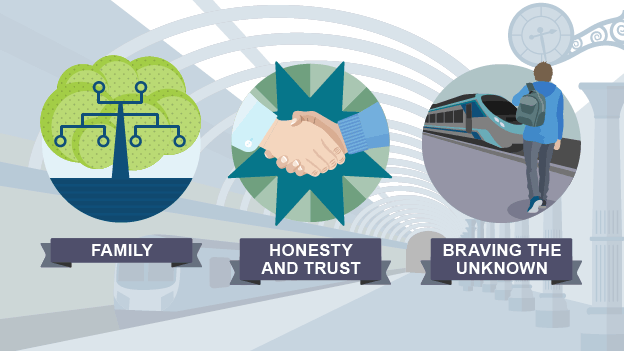 FAMILY
HONESTY
AND TRUST
BRAVING THE
UNKNOWN